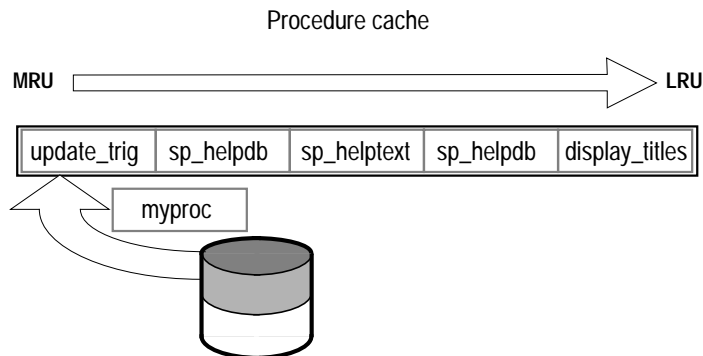 Procedure cache
MRU LRU
update_trig sp_helpdb sp_helptext sp_helpdb display_titles
myproc